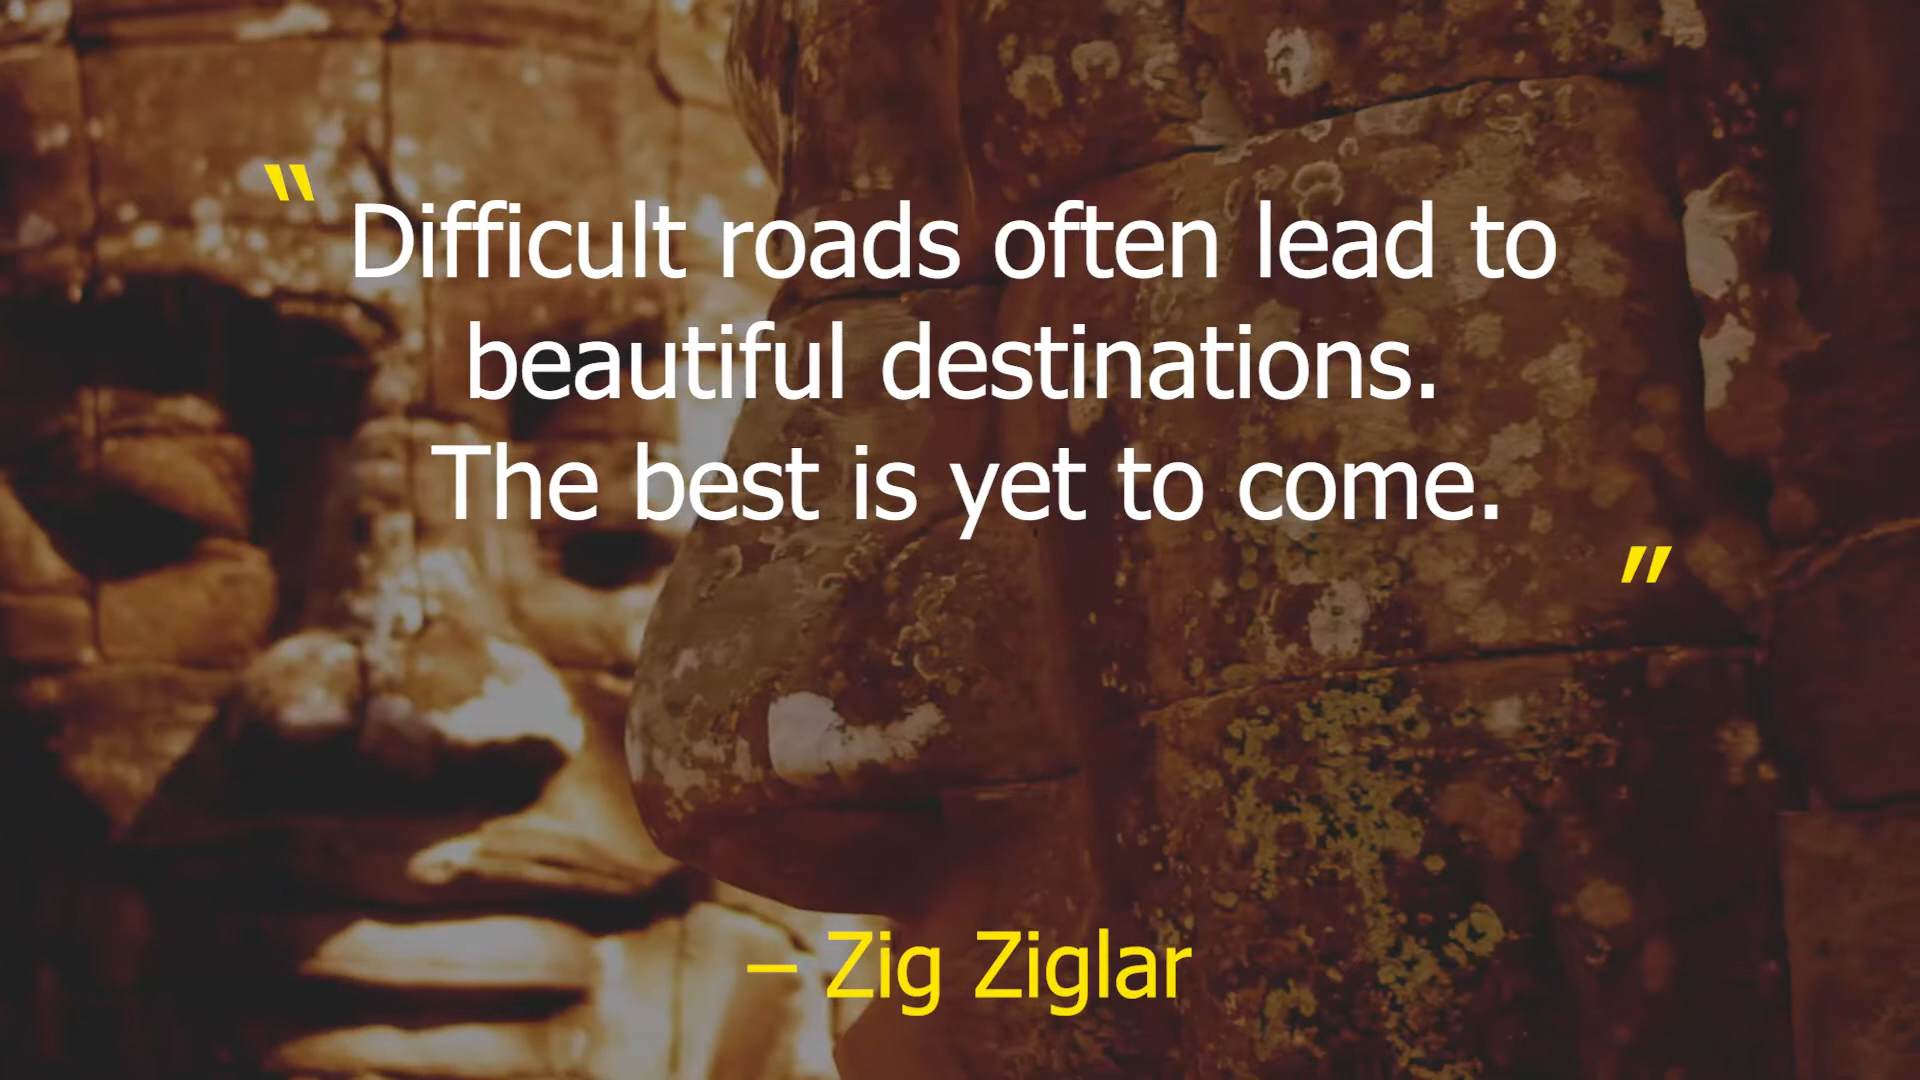 “Difficult roads often lead to
beautiful destinations.
The best is yet to come.”
– Zig Ziglar